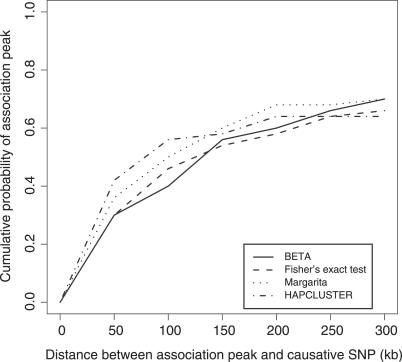 Cumulative probability of association peak
1.0
0.8
0.6
0.4
0.2
0.0
BETA
Fisher's exact test
Margarita
HAPCLUSTER
0 50 100 150 200 250 300
Distance between association peak and causative SNP (kb)